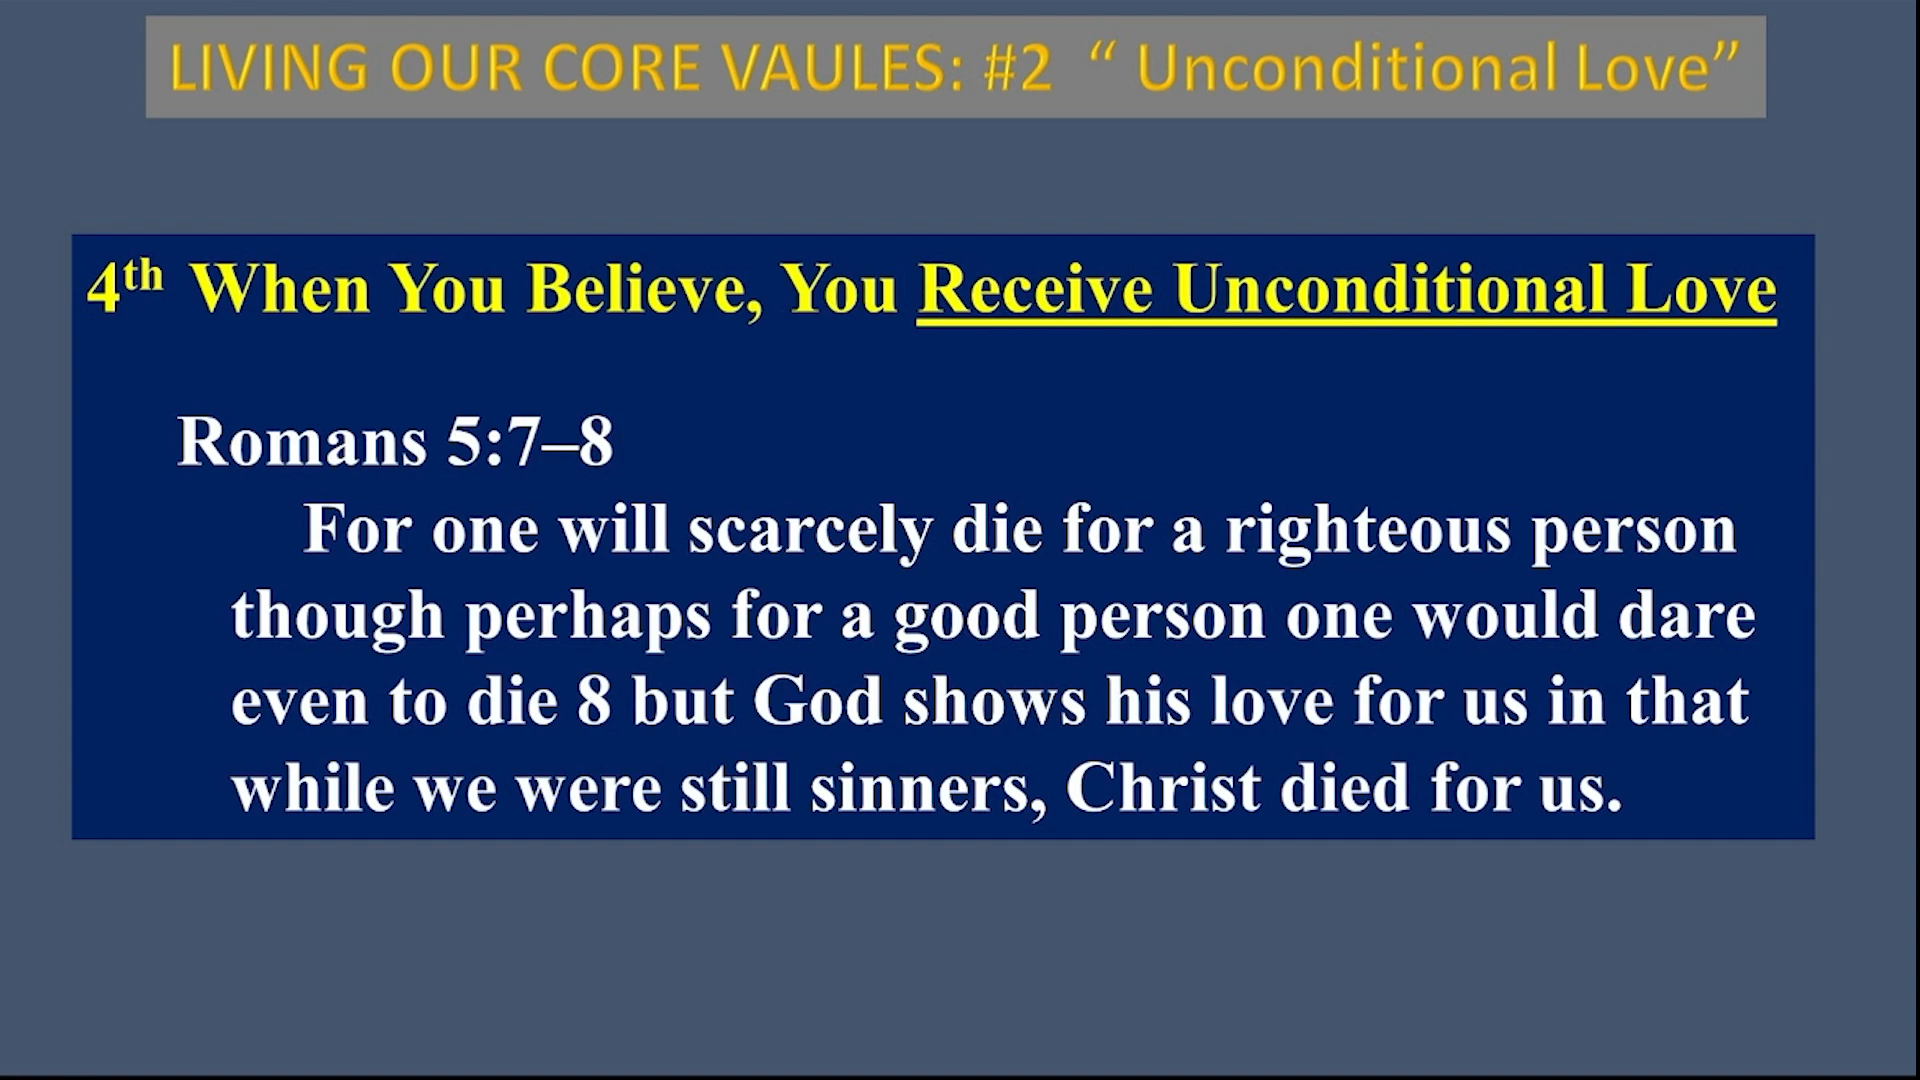 LIVING OUR CORE VAULES: #2 “ Unconditional Love”
4th When You Believe, You Receive Unconditional Love
Romans 5:7–8
For one will scarcely die for a righteous person
though perhaps for a good person one would dare
even to die 8 but God shows his love for us in that
while we were still sinners, Christ died for us.